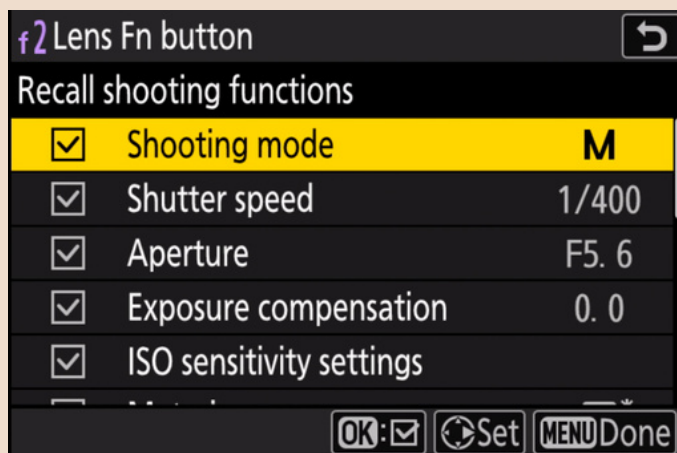 f2 Lens Fn button
Recall shooting functions
Shooting mode M
Shutter speed 1/400
Aperture F5. 6
Exposure compensation 0. 0
ISO sensitivity settings
OK : Set MENU Done